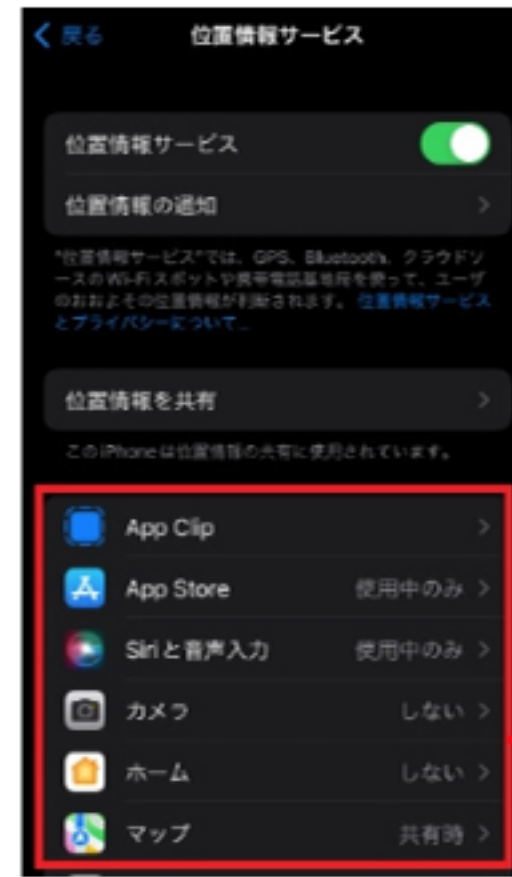 戻る
位置情報サービス
位置情報サービス
位置情報の通知
"位置情報サービス"では、GPS、Bluetooth、クラウドソ
ースのWi-Fiスポットや携帯電話基地局を使って、ユーザ
のおおよその位置情報が判断されます。位置情報サービス
とプライバシーについて...
位置情報を共有
このiPhoneは位置情報の共有に使用されています。
App Clip
App Store 使用中のみ
Siriと音声入力 使用中のみ
カメラ しない
ホーム しない
マップ 共有時